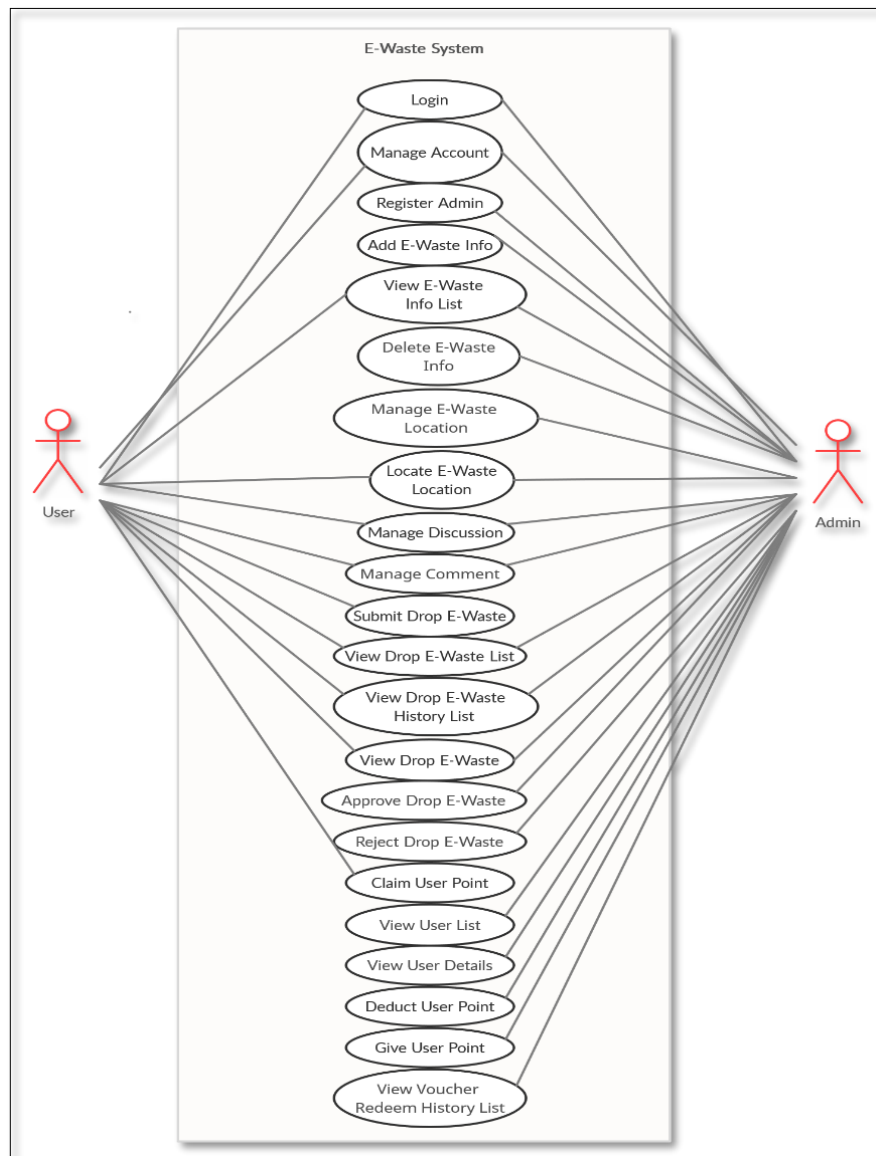 E-Waste System
Login
Manage Account
Register Admin
Add E-Waste Info
View E-Waste
Info List
Delete E-Waste
Info
Manage E-Waste
Location
Locate E-Waste
Location
User
Admin
Manage Discussion
Manage Comment
Submit Drop E-Waste
View Drop E-Waste List
View Drop E-Waste
History List
View Drop E-Waste
Approve Drop E-Waste
Reject Drop E-Waste
Claim User Point
View User List
View User Details
Deduct User Point
Give User Point
View Voucher
Redeem History List